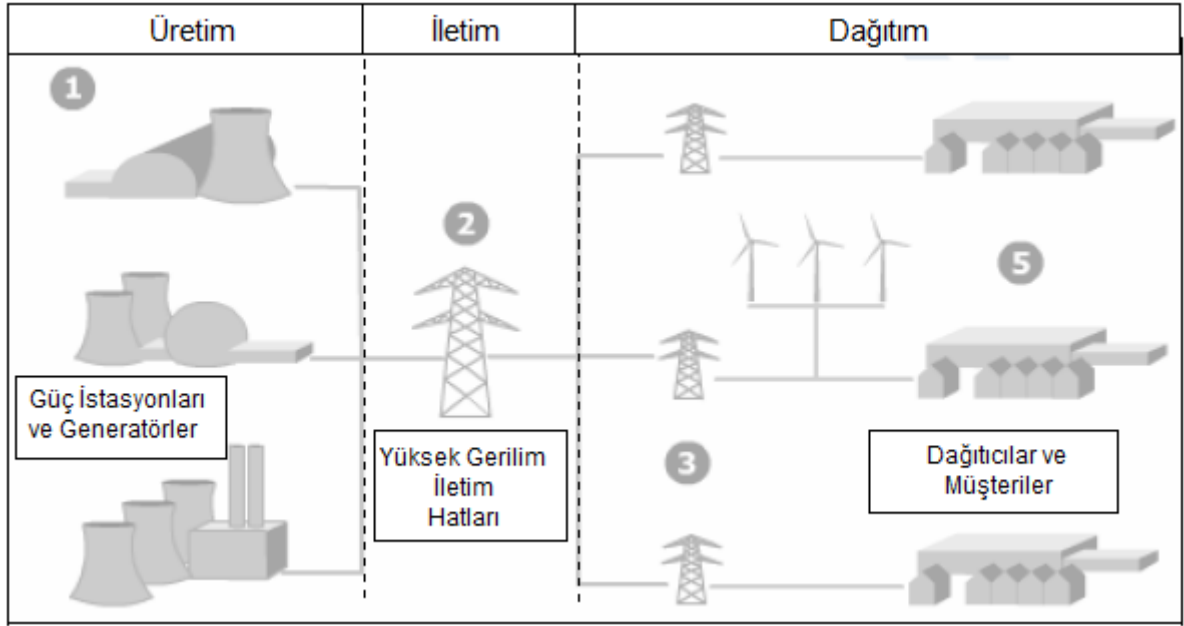 Üretim
İletim
Dağıtım
1
2
5
Güç İstasyonları
ve Generatörler
Yüksek Gerilim
İletim
Hatları
3
Dağıtıcılar ve
Müşteriler